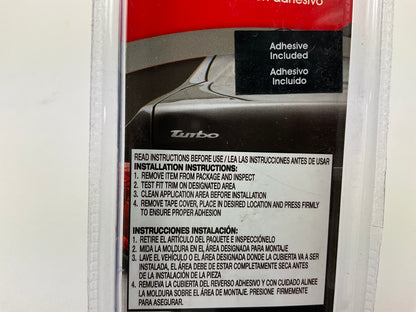 adhesivo
Adhesive
Included
Adhesivo
Incluido
Turbo
READ INSTRUCTIONS BEFORE USE / LEA LAS INSTRUCCIONES ANTES DE USAR
INSTALLATION INSTRUCTIONS:
1. REMOVE ITEM FROM PACKAGE AND INSPECT
2. TEST FIT TRIM ON DESIGNATED AREA
3. CLEAN APPLICATION AREA BEFORE INSTALLATION
4. REMOVE TAPE COVER, PLACE IN DESIRED LOCATION AND PRESS FIRMLY
TO ENSURE PROPER ADHESION
INSTRUCCIONES INSTALACIÓN:
1. RETIRE EL ARTÍCULO DEL PAQUETE E INSPECCIÓNELO
2. MIDA LA MOLDURA EN EL ÁREA DESIGNADA PARA MONTAJE
3. LAVE EL VEHÍCULO O EL ÁREA DESIGNADA DONDE LA CUBIERTA VA A SER
INSTALADA, EL ÁREA DEBE DE ESTAR COMPLETAMENTE SECA ANTES
DE LA INSTALACIÓN DE LA PIEZA
4. REMUEVA LA CUBIERTA DEL REVERSO ADHESIVO Y CON CUIDADO ALINEE
LA MOLDURA SOBRE EL ÁREA DE MONTAJE. PRESIONE FIRMEMENTE
PARA ASEGURAR.